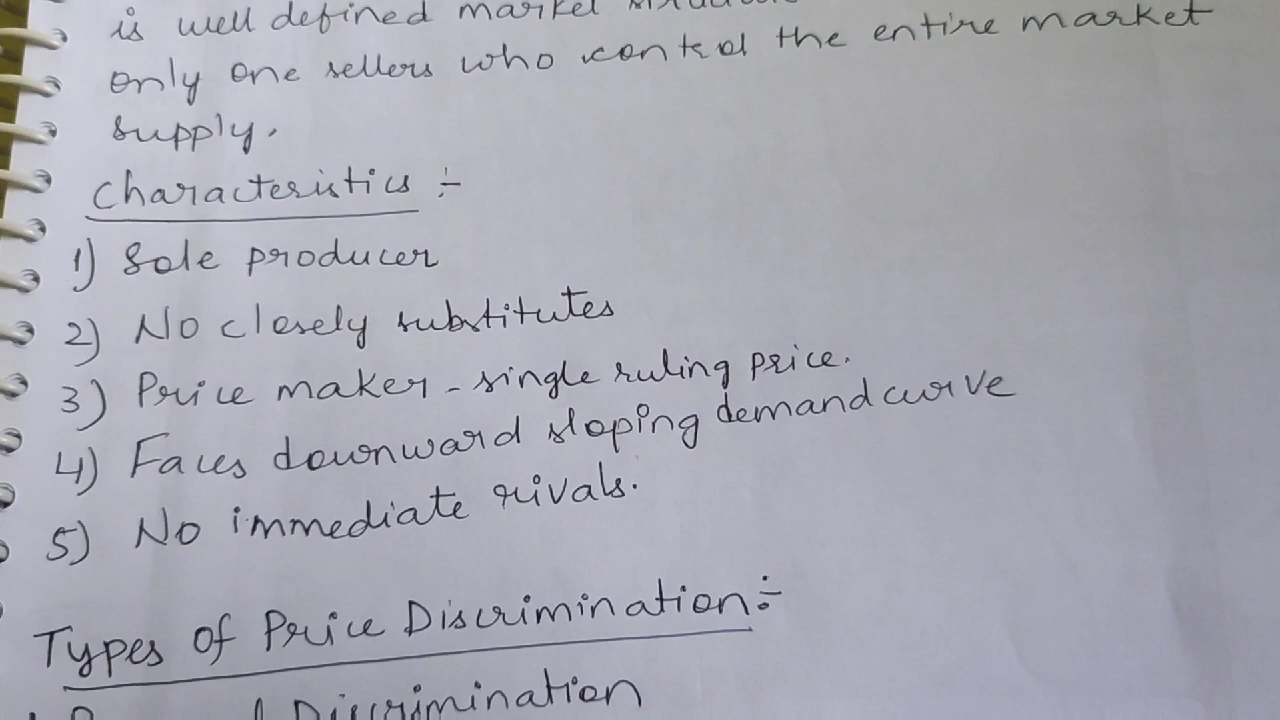 is well defined market
only one sellers who control the entire market
supply.
Characteristics :-
1) Sole producer
2) No closely substitutes
3) Price maker - single ruling price.
4) Faces downward sloping demand curve
5) No immediate rivals.
Types of Price Discrimination :-
Discrimination